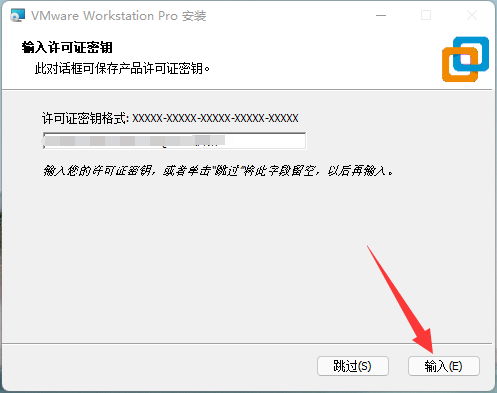 VMware Workstation Pro 安装
输入许可证密钥
此对话框可保存产品许可证密钥。
许可证密钥格式: XXXXX-XXXXX-XXXXX-XXXXX-XXXXX
输入您的许可证密钥，或者单击"跳过"将此字段留空，以后再输入。
跳过(S)
输入(E)